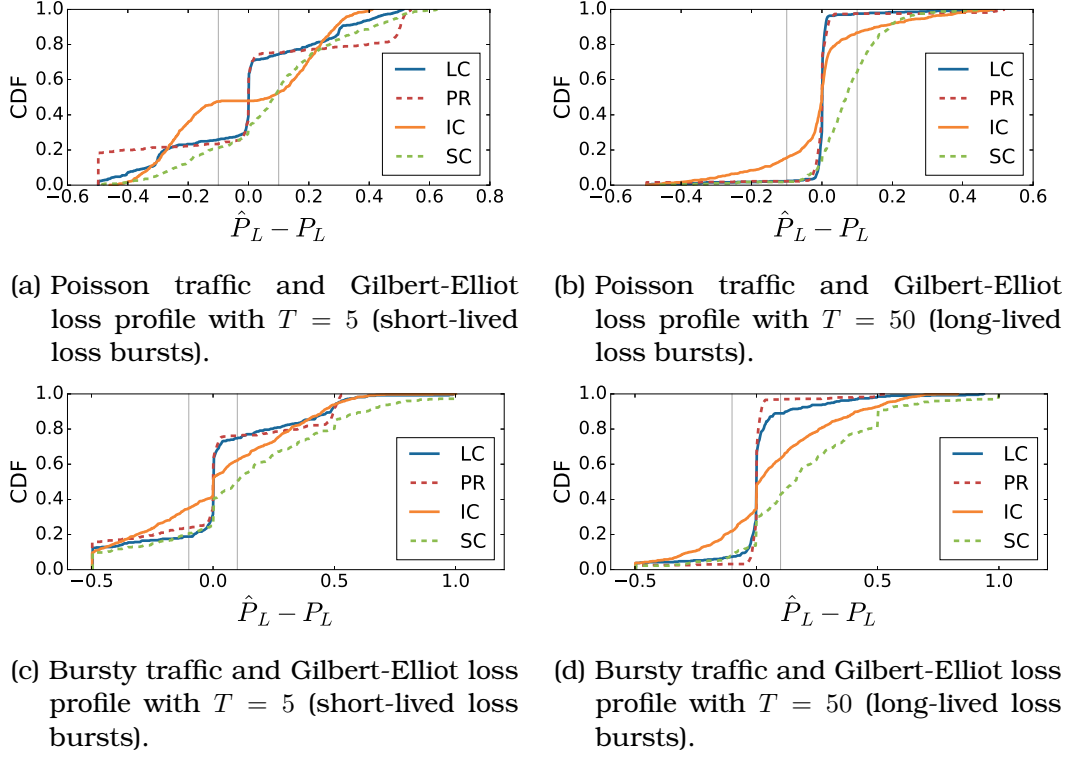 1.0
0.8
0.6
0.4
0.2
0.0
CDF
LC
PR
IC
SC
−0.6 −0.4 −0.2 0.0 0.2 0.4 0.6 0.8
P̂_L − P_L
(a) Poisson traffic and Gilbert-Elliot
loss profile with T = 5 (short-lived
loss bursts).
1.0
0.8
0.6
0.4
0.2
0.0
CDF
LC
PR
IC
SC
−0.6 −0.4 −0.2 0.0 0.2 0.4 0.6
P̂_L − P_L
(b) Poisson traffic and Gilbert-Elliot
loss profile with T = 50 (long-lived
loss bursts).
1.0
0.8
0.6
0.4
0.2
0.0
CDF
LC
PR
IC
SC
−0.5 0.0 0.5 1.0
P̂_L − P_L
(c) Bursty traffic and Gilbert-Elliot loss
profile with T = 5 (short-lived loss
bursts).
1.0
0.8
0.6
0.4
0.2
0.0
CDF
LC
PR
IC
SC
−0.5 0.0 0.5 1.0
P̂_L − P_L
(d) Bursty traffic and Gilbert-Elliot loss
profile with T = 50 (long-lived loss
bursts).